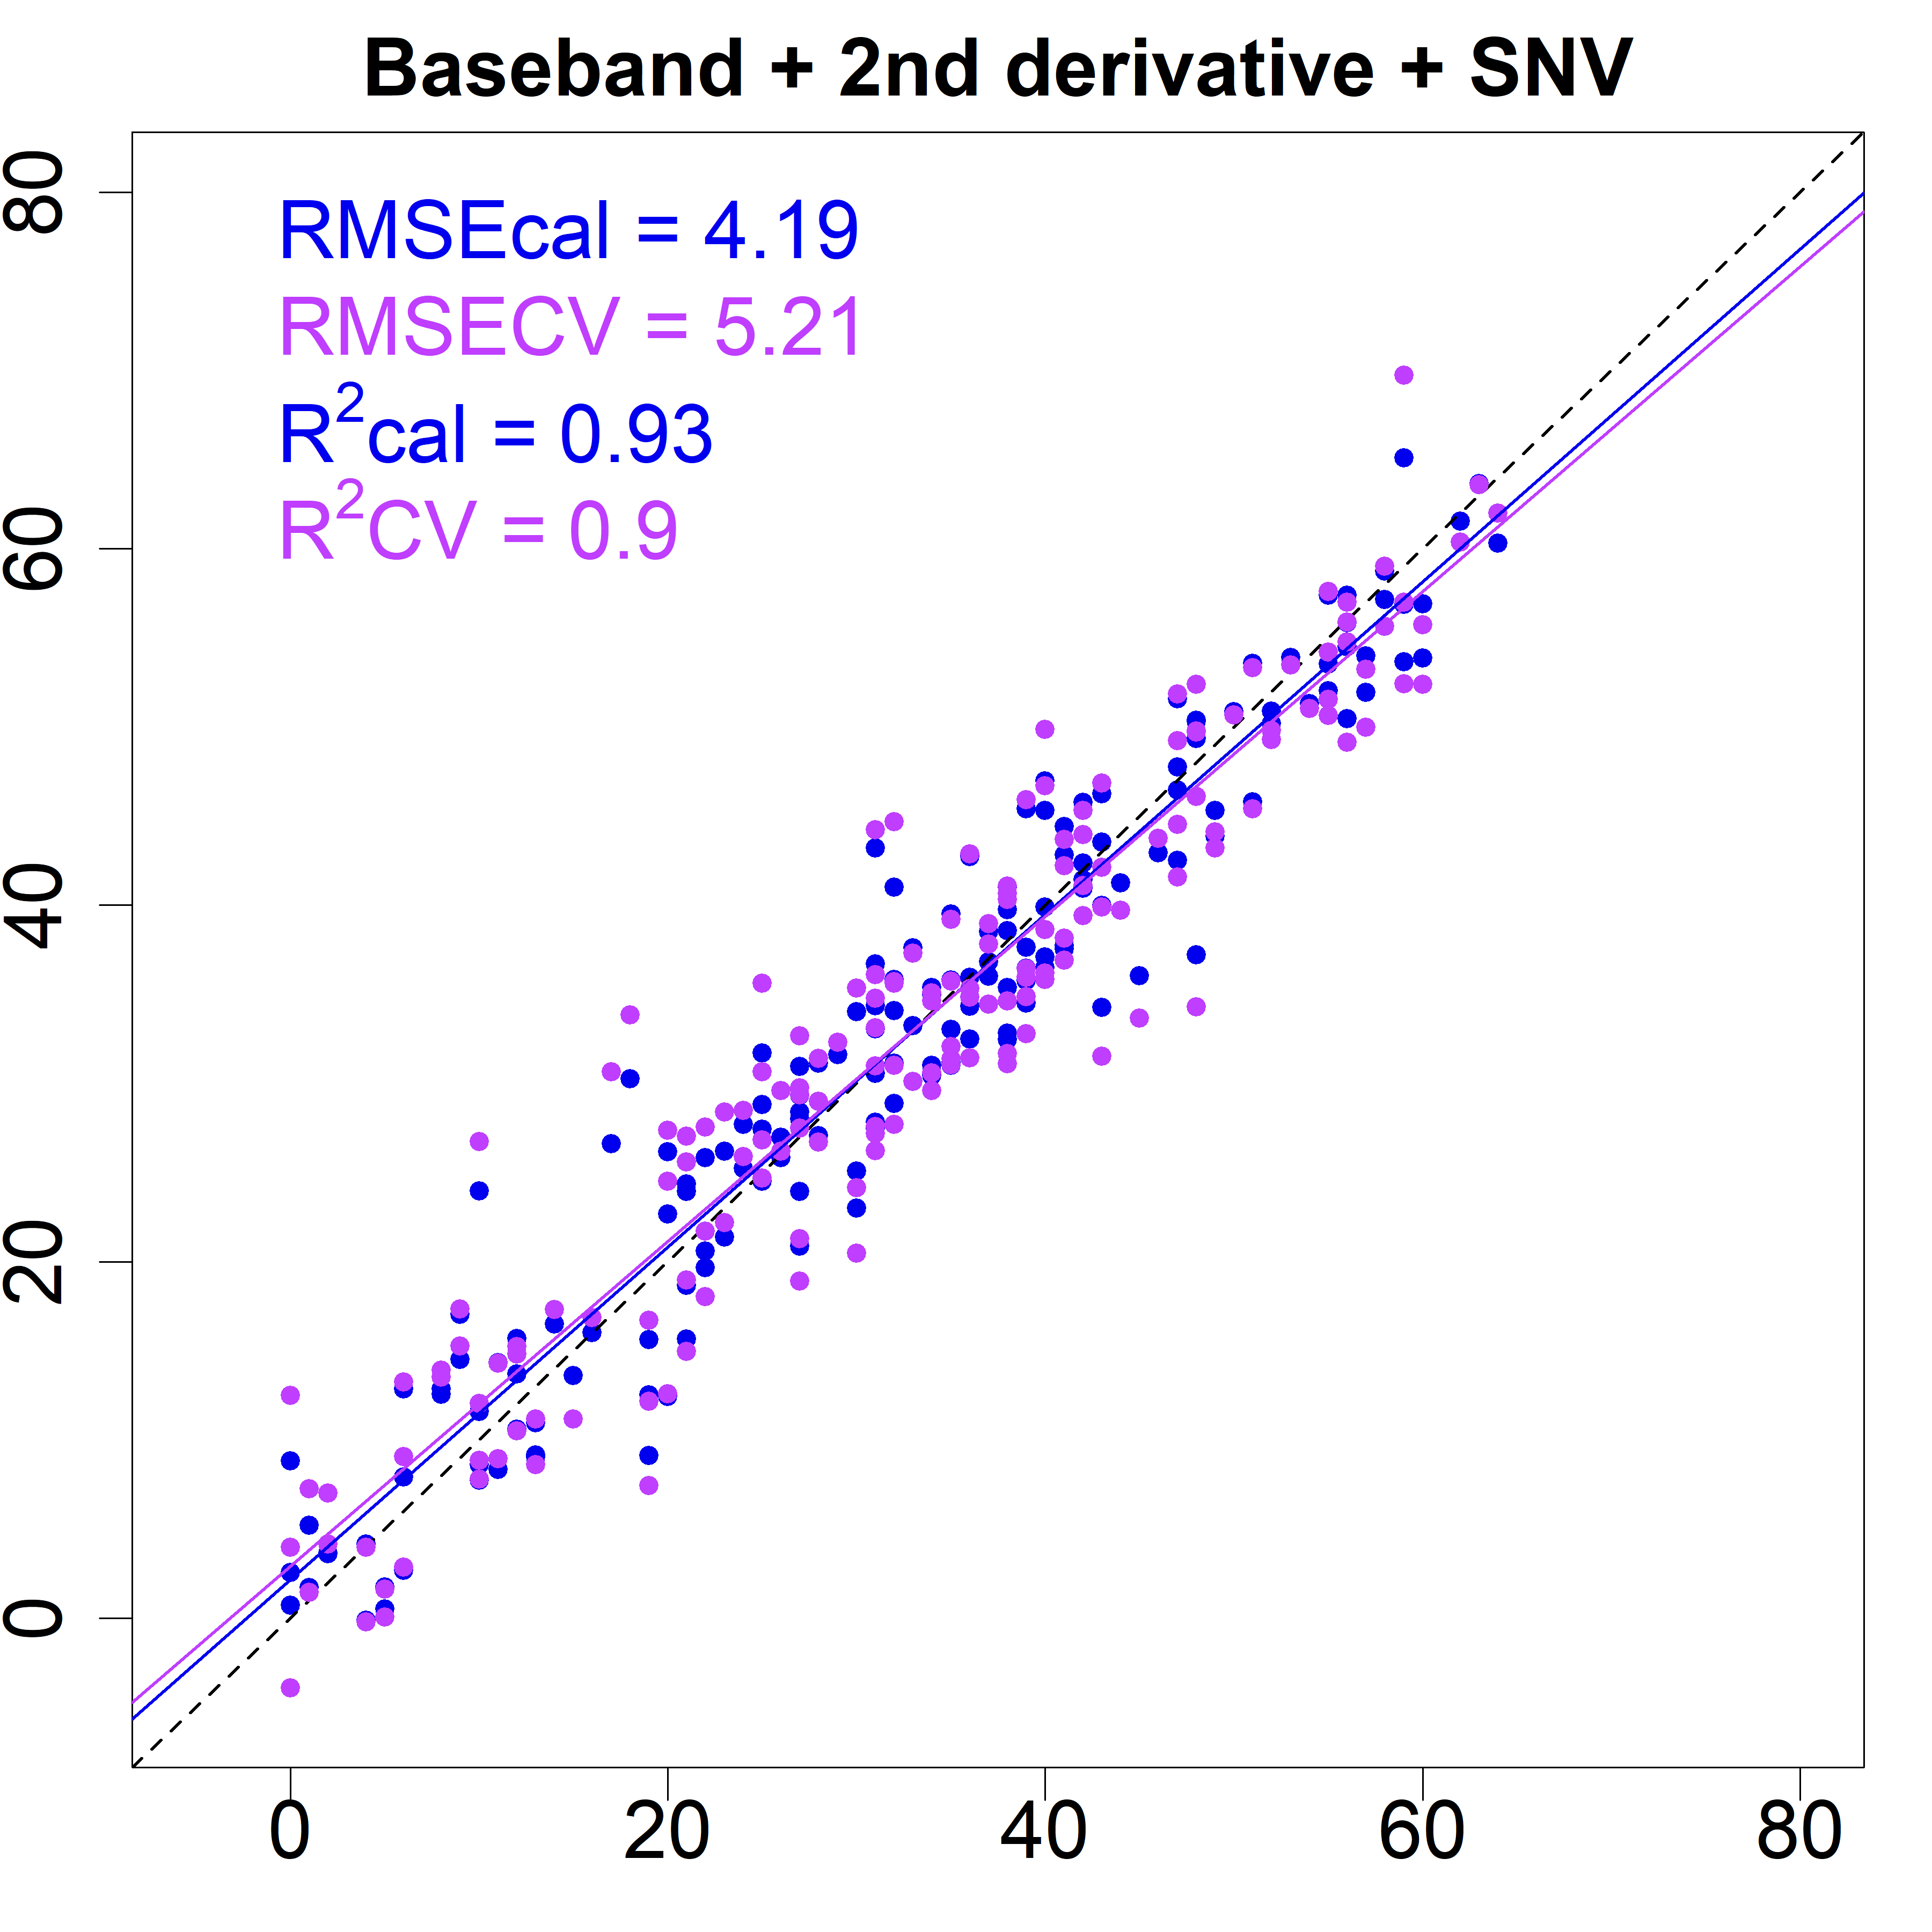 Baseband + 2nd derivative + SNV
80
RMSEcal = 4.19
RMSECV = 5.21
R²cal = 0.93
R²CV = 0.9
60
40
20
0
0 20 40 60 80